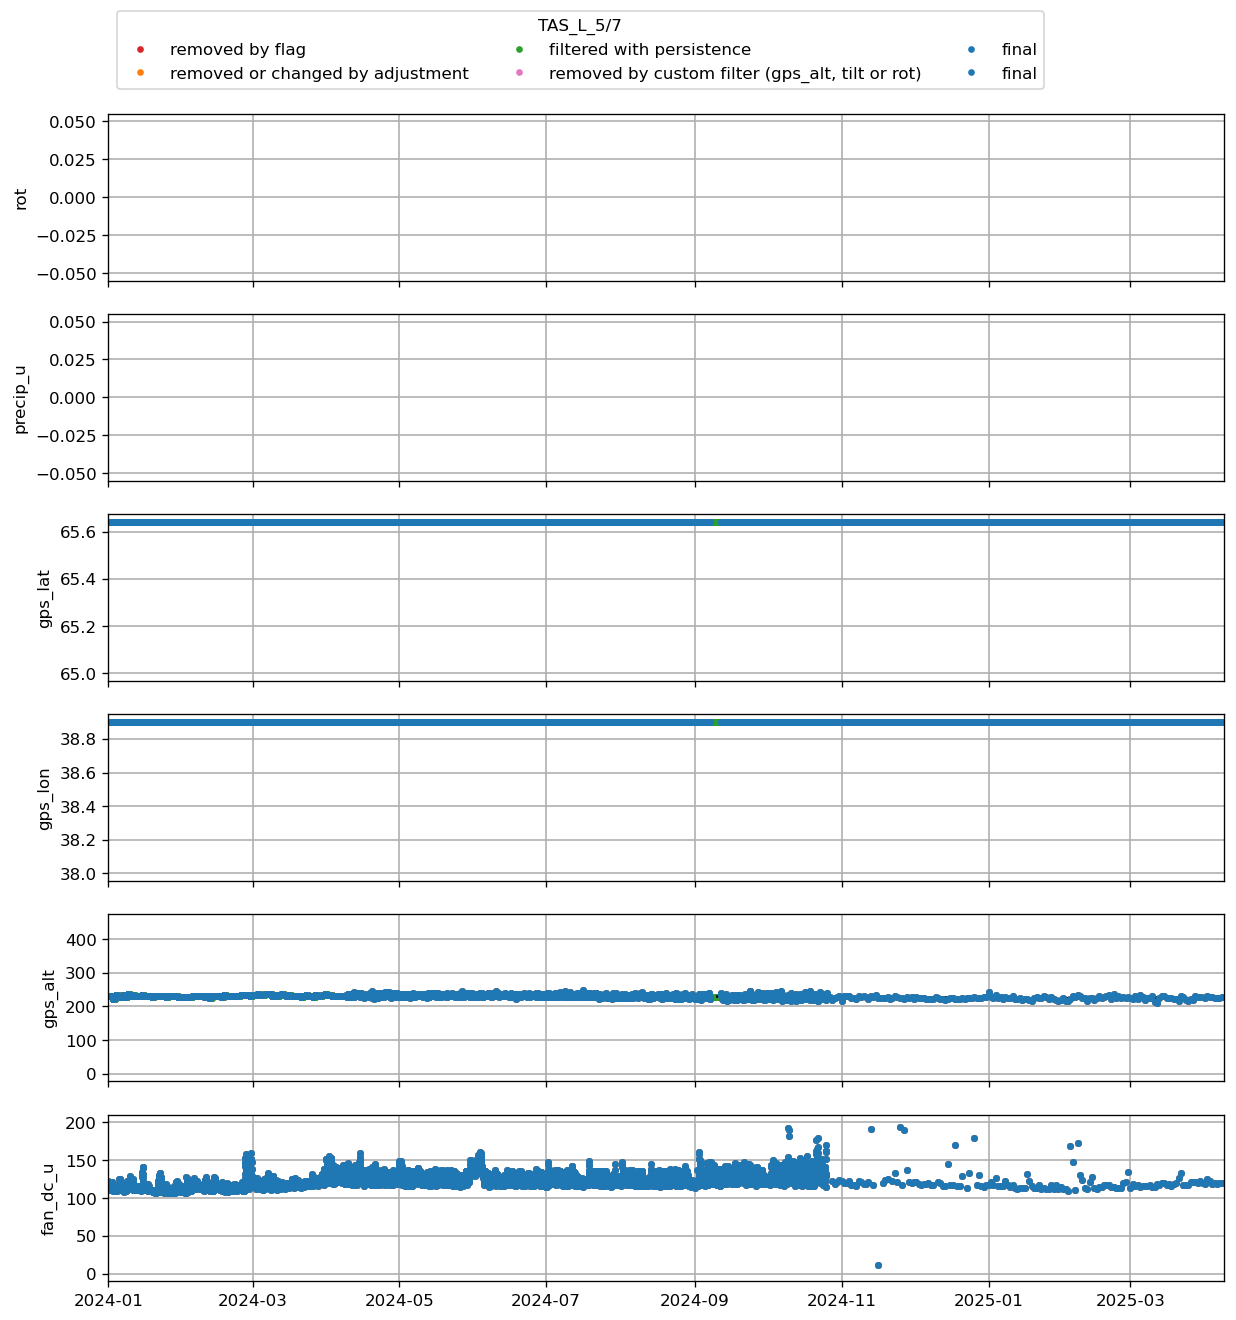 TAS_L_5/7
removed by flag
filtered with persistence
final
removed or changed by adjustment
removed by custom filter (gps_alt, tilt or rot)
final
0.050
0.025
0.000
−0.025
−0.050
rot
0.050
0.025
0.000
−0.025
−0.050
precip_u
65.6
65.4
65.2
65.0
gps_lat
38.8
38.6
38.4
38.2
38.0
gps_lon
400
300
200
100
0
gps_alt
200
150
100
50
0
fan_dc_u
2024-01 2024-03 2024-05 2024-07 2024-09 2024-11 2025-01 2025-03